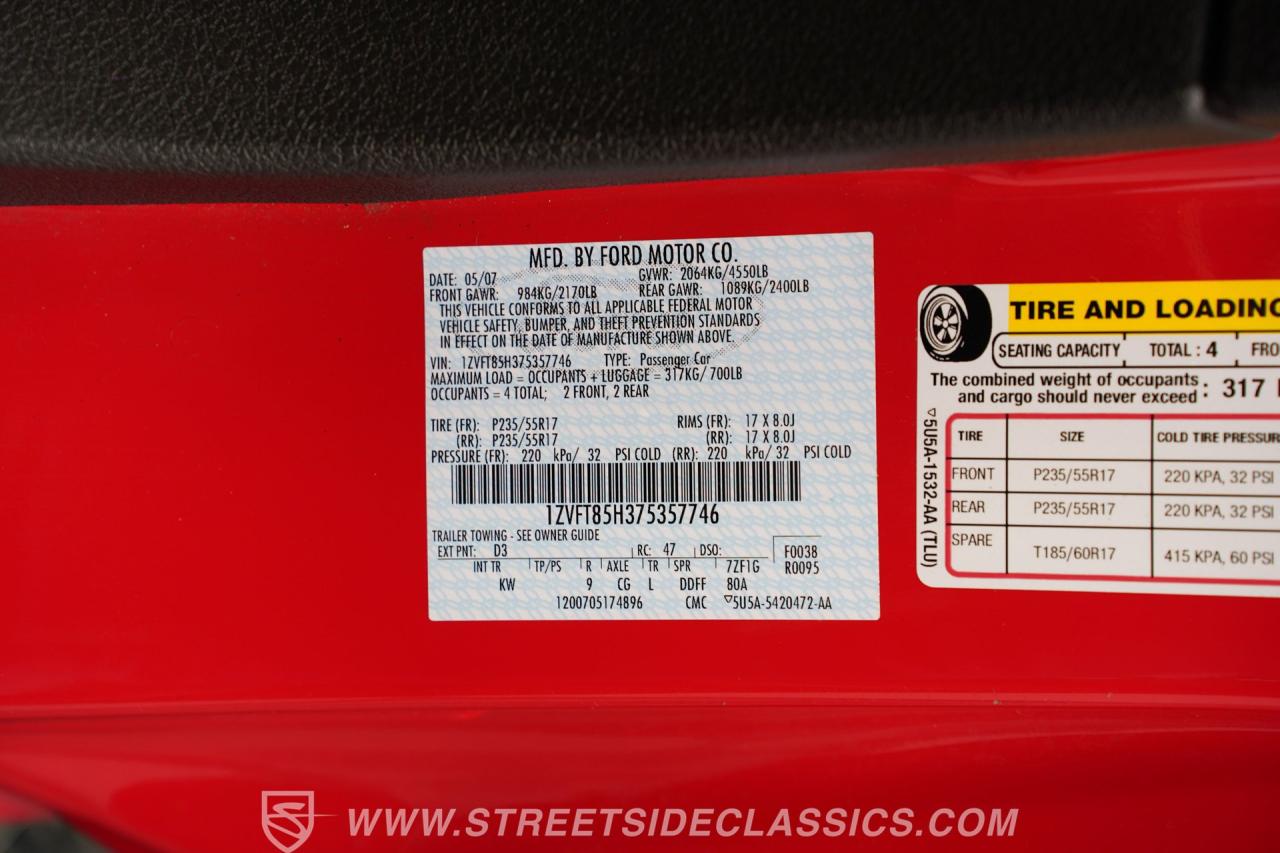 MFD. BY FORD MOTOR CO.
DATE: 05/07 GVWR: 2064KG/4550LB
FRONT GAWR: 984KG/2170LB REAR GAWR: 1089KG/2400LB
THIS VEHICLE CONFORMS TO ALL APPLICABLE FEDERAL MOTOR
VEHICLE SAFETY, BUMPER, AND THEFT PREVENTION STANDARDS
IN EFFECT ON THE DATE OF MANUFACTURE SHOWN ABOVE.
VIN: 1ZVFT85H375357746 TYPE: Passenger Car
MAXIMUM LOAD = OCCUPANTS + LUGGAGE = 317KG/ 700LB
OCCUPANTS = 4 TOTAL; 2 FRONT, 2 REAR
TIRE (FR): P235/55R17 RIMS (FR): 17 X 8.0J
(RR): P235/55R17 (RR): 17 X 8.0J
PRESSURE (FR): 220 kPa/ 32 PSI COLD (RR): 220 kPa/ 32 PSI COLD
1ZVFT85H375357746
TRAILER TOWING - SEE OWNER GUIDE
EXT PNT: D3 RC: 47 DSO: F0038
INT TR TP/PS R AXLE TR SPR 7ZF1G R0095
KW 9 CG L DDFF 80A
1200705174896 CMC ▽5U5A-5420472-AA
TIRE AND LOADING
SEATING CAPACITY TOTAL : 4 FRO
The combined weight of occupants
and cargo should never exceed : 317
TIRE SIZE COLD TIRE PRESSUR
FRONT P235/55R17 220 KPA, 32 PSI
REAR P235/55R17 220 KPA, 32 PSI
SPARE T185/60R17 415 KPA, 60 PSI
▽5U5A-1532-AA (TLU)
WWW.STREETSIDECLASSICS.COM